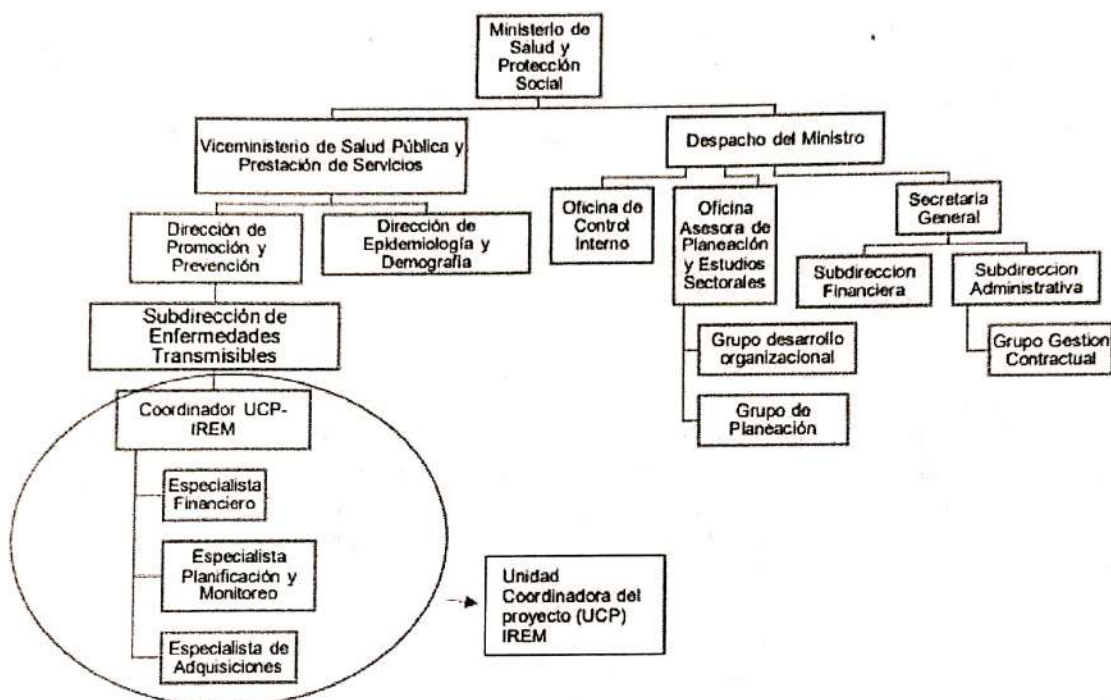 Ministerio de
Salud y
Protección
Social
Viceministerio de Salud Pública y
Prestación de Servicios
Despacho del Ministro
Dirección de
Promoción y
Prevención
Dirección de
Epidemiología y
Demografia
Oficina de
Control
Interno
Oficina
Asesora de
Planeación
y Estudios
Sectorales
Secretaria
General
Subdireccion
Financiera
Subdireccion
Administrativa
Subdirección de
Enfermedades
Transmisibles
Grupo desarrollo
organizacional
Grupo Gestion
Contractual
Coordinador UCP-
IREM
Grupo de
Planeación
Especialista
Financiero
Especialista
Planificación y
Monitoreo
Especialista de
Adquisiciones
Unidad
Coordinadora del
proyecto (UCP)
IREM